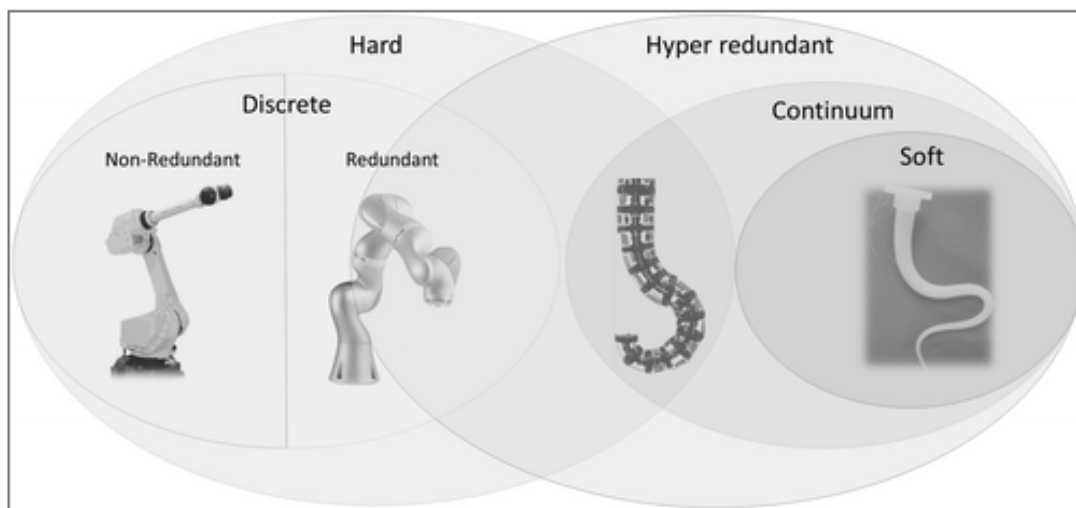 Hard
Hyper redundant
Discrete
Continuum
Non-Redundant
Redundant
Soft